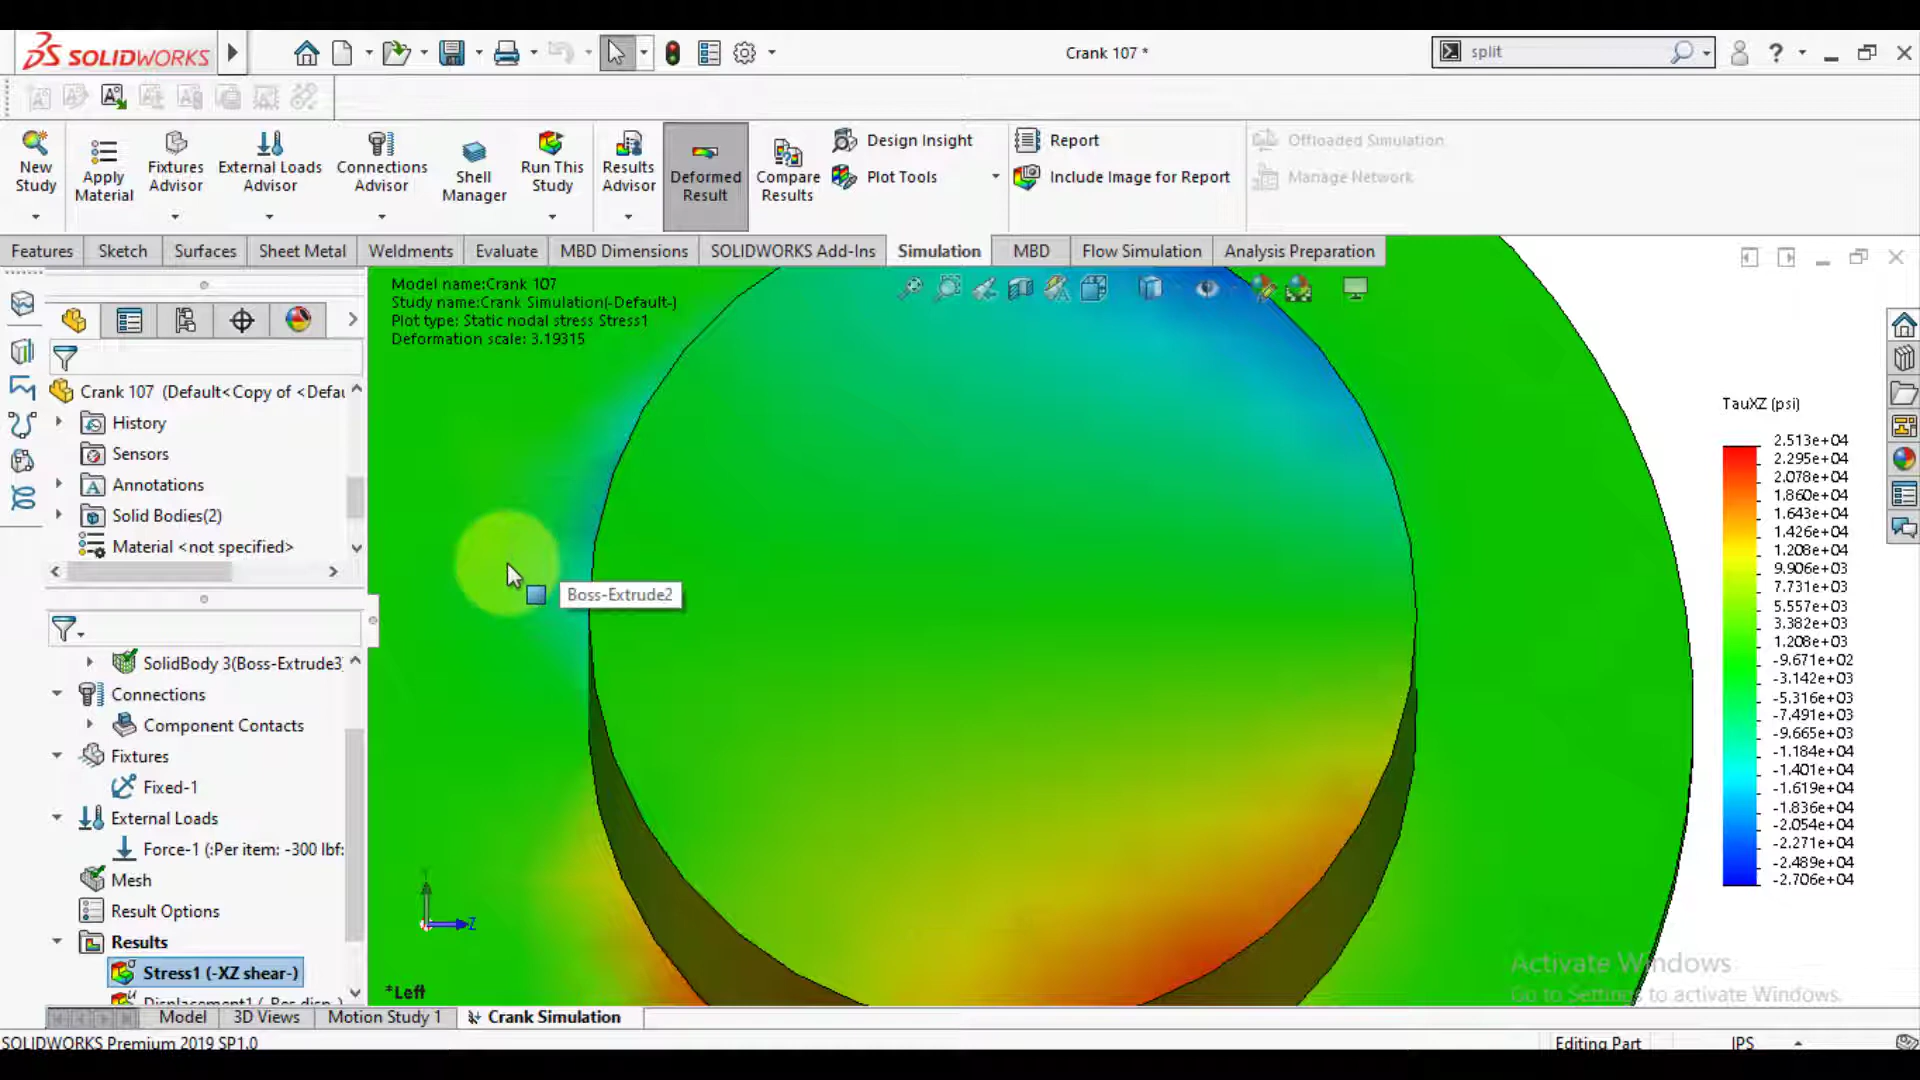 SOLIDWORKS
Crank 107 *
split
New Study
Apply Material
Fixtures Advisor
External Loads Advisor
Connections Advisor
Shell Manager
Run This Study
Results Advisor
Deformed Result
Compare Results
Design Insight
Plot Tools
Report
Include Image for Report
Offloaded Simulation
Manage Network
Features
Sketch
Surfaces
Sheet Metal
Weldments
Evaluate
MBD Dimensions
SOLIDWORKS Add-Ins
Simulation
MBD
Flow Simulation
Analysis Preparation
Model name:Crank 107
Study name:Crank Simulation(-Default-)
Plot type: Static nodal stress Stress1
Deformation scale: 3.19315
Crank 107 (Default<Copy of <Defau
History
Sensors
Annotations
Solid Bodies(2)
Material <not specified>
SolidBody 3(Boss-Extrude3
Connections
Component Contacts
Fixtures
Fixed-1
External Loads
Force-1 (:Per item: -300 lbf:
Mesh
Result Options
Results
Stress1 (-XZ shear-)
Displacement1 (-Res disp-)
Boss-Extrude2
TauXZ (psi)
2.513e+04
2.295e+04
2.078e+04
1.860e+04
1.643e+04
1.426e+04
1.208e+04
9.906e+03
7.731e+03
5.557e+03
3.382e+03
1.208e+03
-9.671e+02
-3.142e+03
-5.316e+03
-7.491e+03
-9.665e+03
-1.184e+04
-1.401e+04
-1.619e+04
-1.836e+04
-2.054e+04
-2.271e+04
-2.489e+04
-2.706e+04
Y
Z
*Left
Activate Windows
Go to Settings to activate Windows.
Model
3D Views
Motion Study 1
Crank Simulation
SOLIDWORKS Premium 2019 SP1.0
Editing Part
IPS